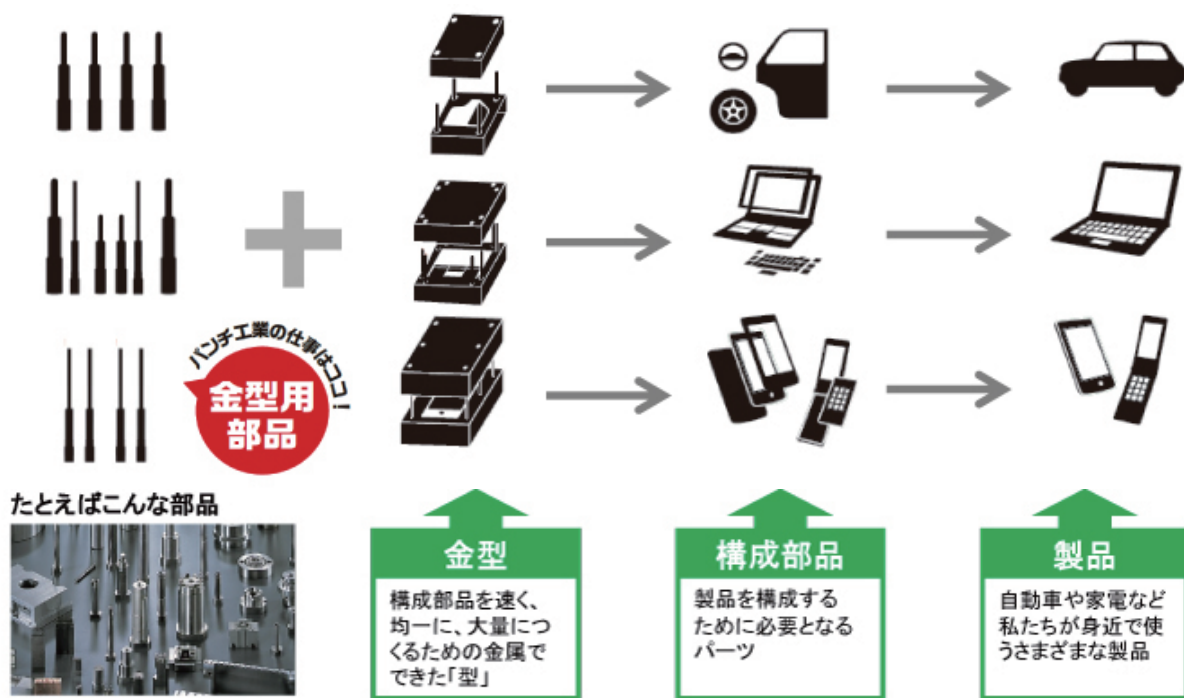 パンチ工業の仕事はココ!
金型用
部品
たとえばこんな部品
金型
構成部品を速く、
均一に、大量につ
くるための金属で
できた「型」
構成部品
製品を構成する
ために必要となる
パーツ
製品
自動車や家電など
私たちが身近で使
うさまざまな製品